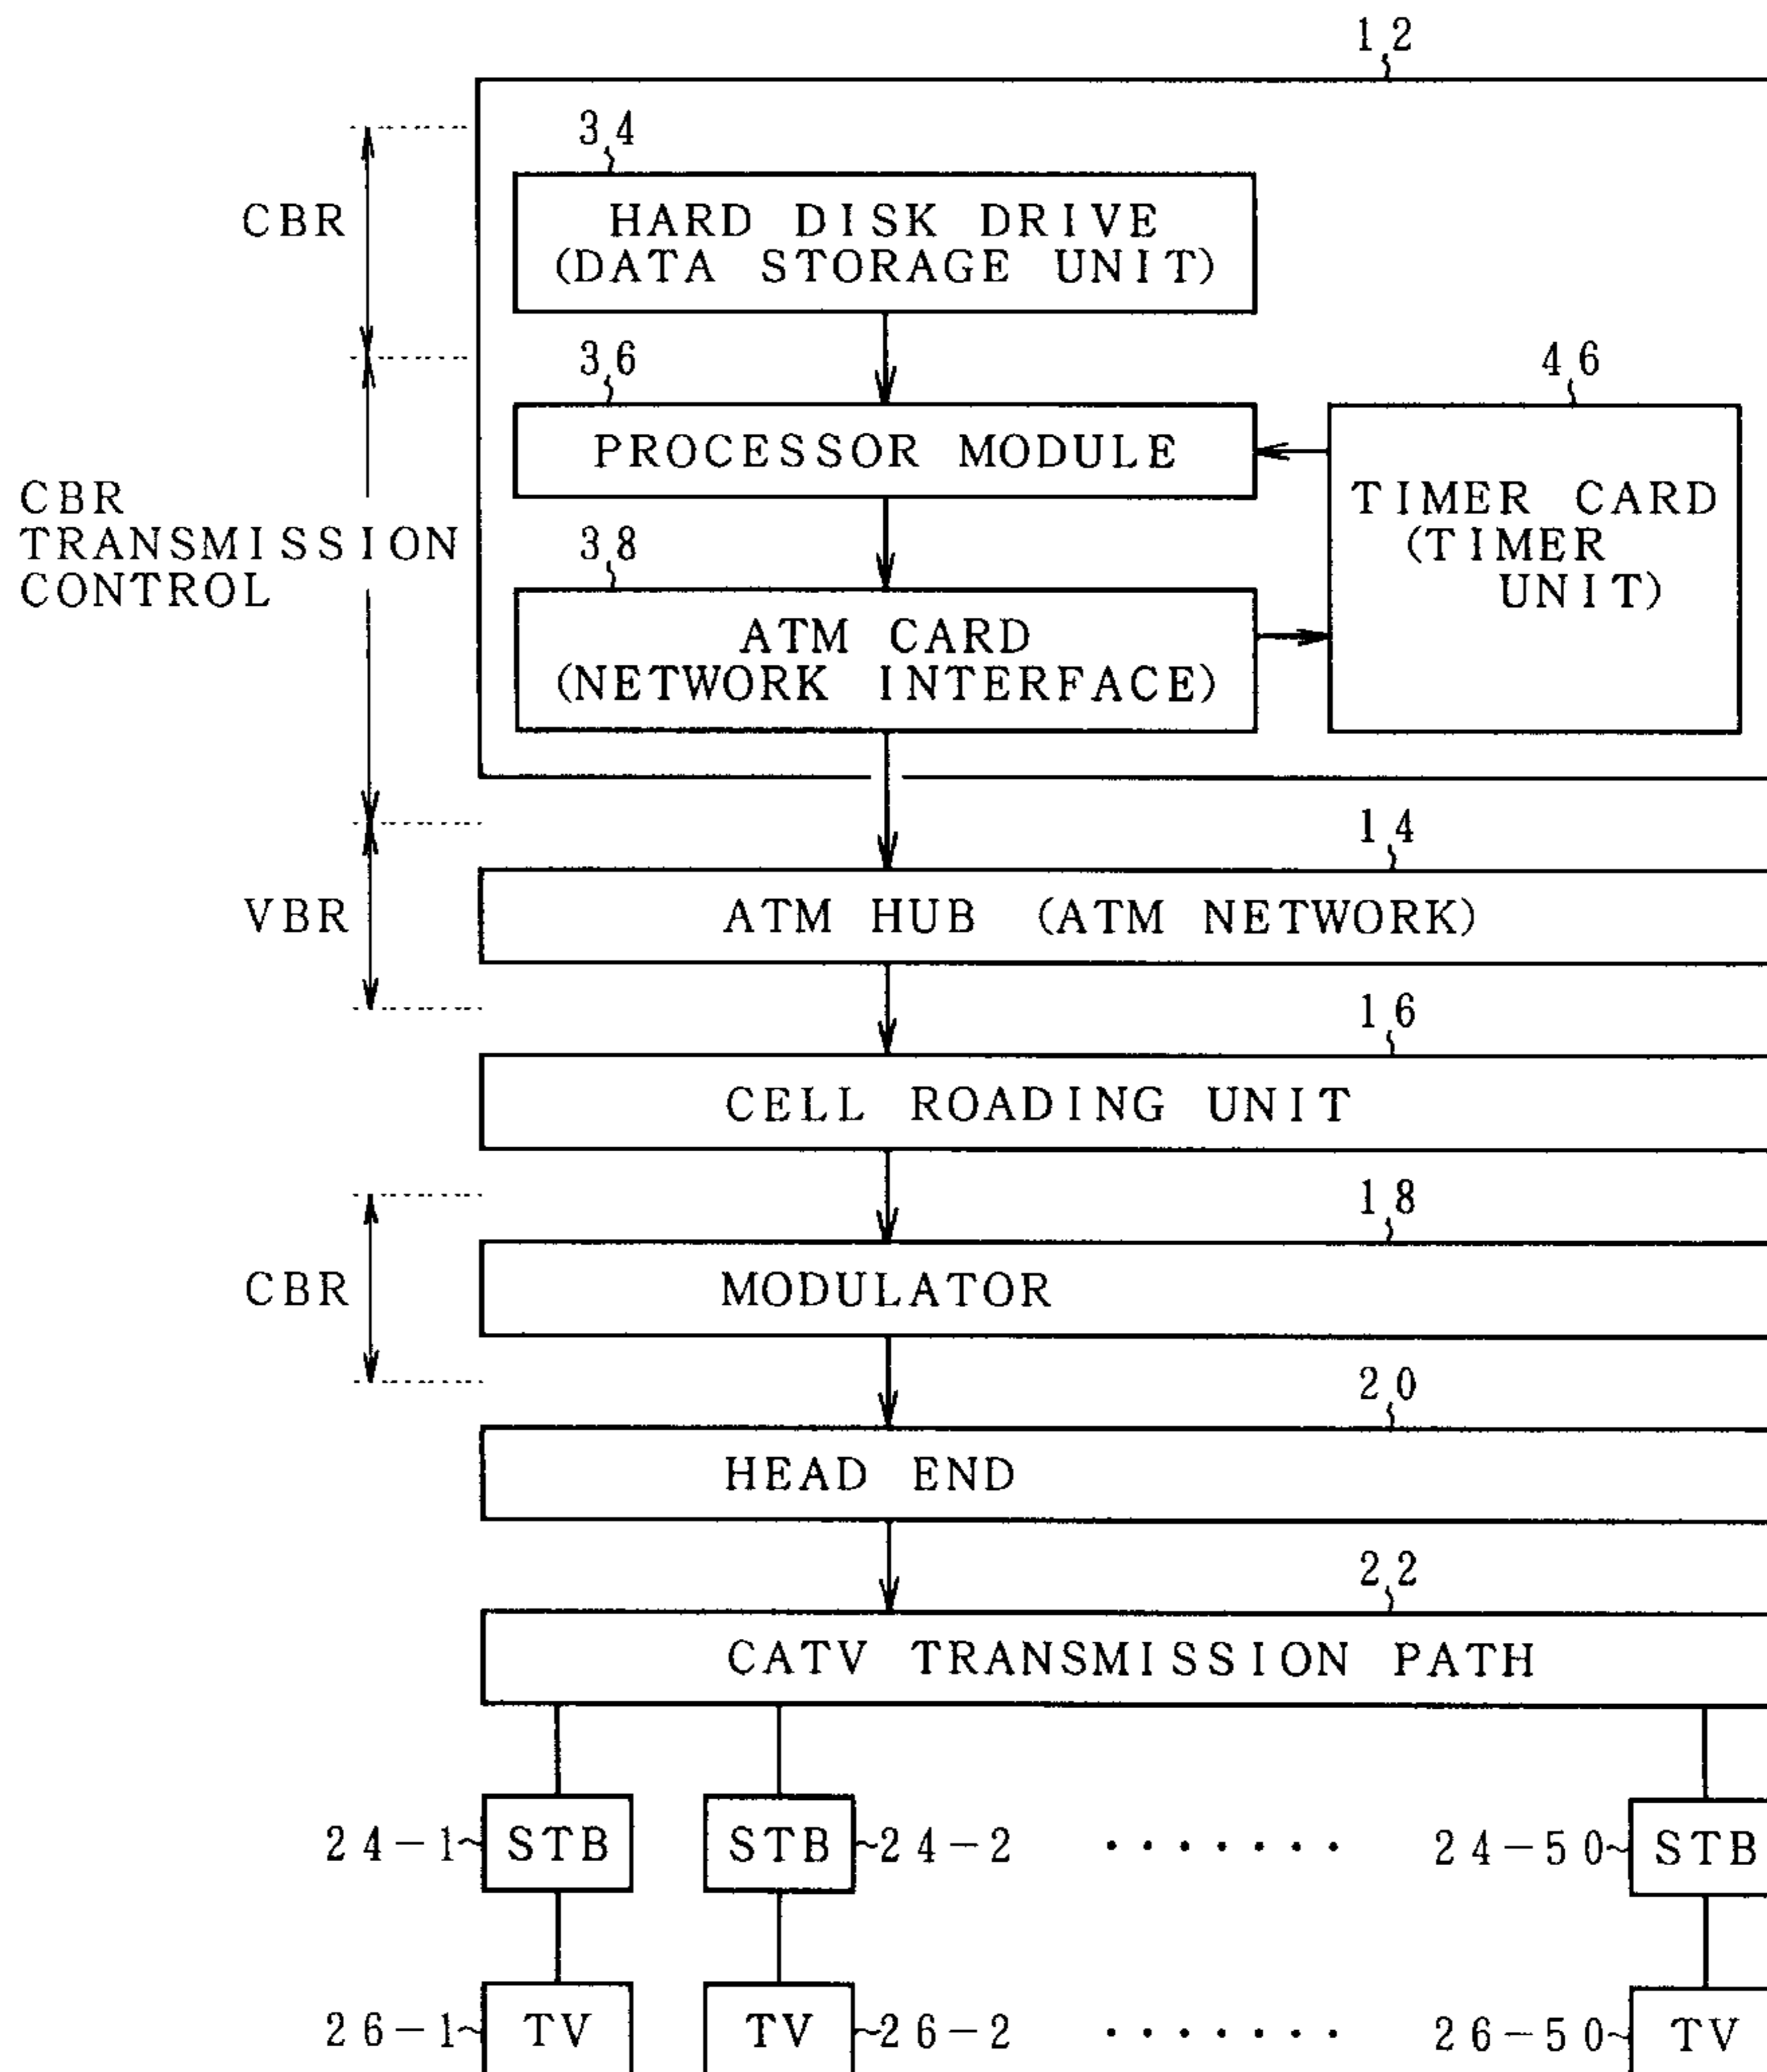 12
34
CBR
HARD DISK DRIVE
(DATA STORAGE UNIT)
36
46
PROCESSOR MODULE
CBR
TRANSMISSION
CONTROL
TIMER CARD
(TIMER
UNIT)
38
ATM CARD
(NETWORK INTERFACE)
14
VBR
ATM HUB (ATM NETWORK)
16
CELL ROADING UNIT
18
CBR
MODULATOR
20
HEAD END
22
CATV TRANSMISSION PATH
24-1 STB STB 24-2 ....... 24-50 STB
26-1 TV TV 26-2 ....... 26-50 TV